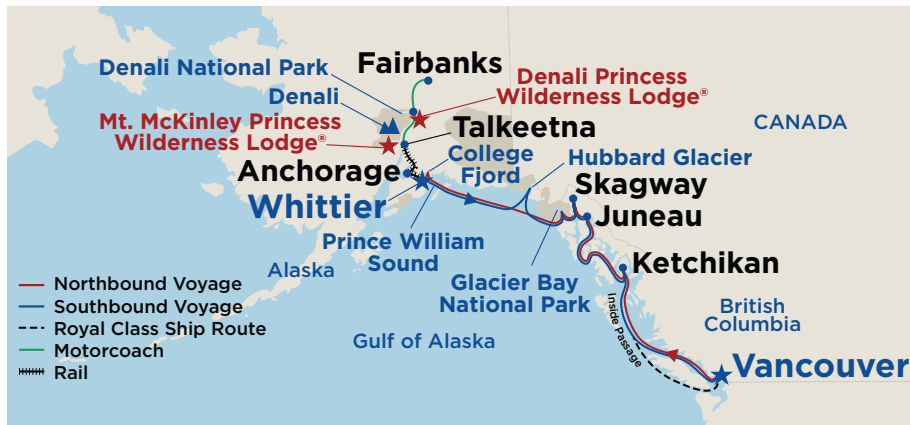 Fairbanks
Denali National Park
Denali Princess
Wilderness Lodge®
Denali
Mt. McKinley Princess
Wilderness Lodge®
Talkeetna
CANADA
College
Fjord
Hubbard Glacier
Anchorage
Skagway
Whittier
Juneau
Prince William
Sound
Alaska
Glacier Bay
National Park
Ketchikan
Northbound Voyage
Southbound Voyage
Royal Class Ship Route
Motorcoach
Rail
Inside Passage
British
Columbia
Gulf of Alaska
Vancouver